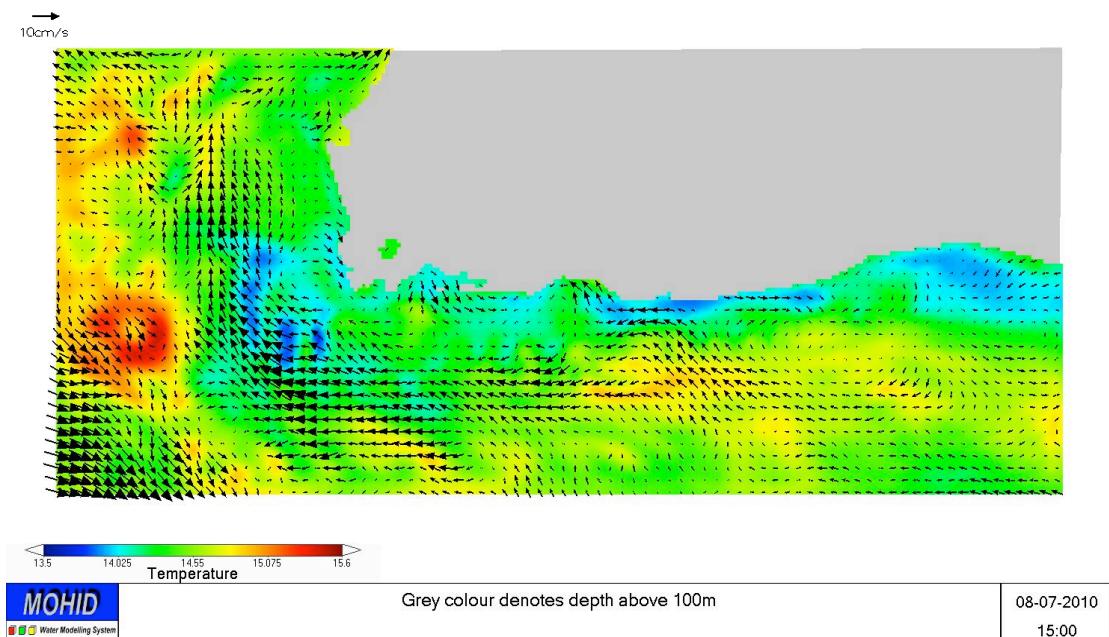 10cm/s
13.5 14.025 14.55 15.075 15.6
Temperature
MOHID
Water Modelling System
Grey colour denotes depth above 100m
08-07-2010
15:00